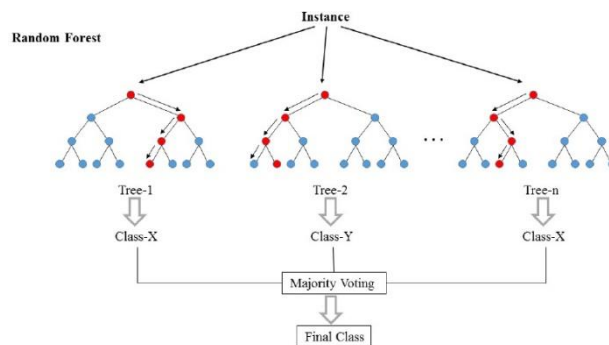 Instance
Random Forest
...
Tree-1
Tree-2
Tree-n
Class-X
Class-Y
Class-X
Majority Voting
Final Class